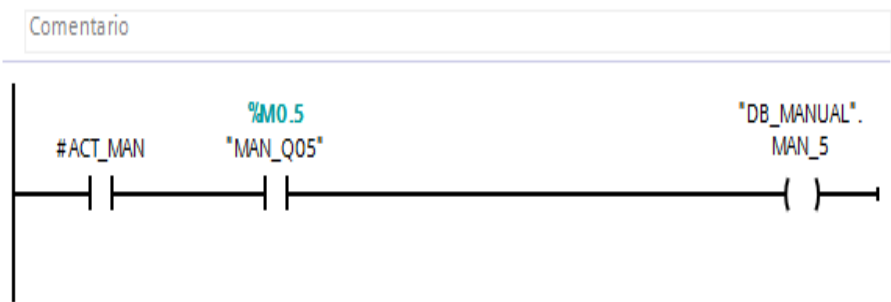 Comentario
%M0.5
"DB_MANUAL".
#ACT_MAN
"MAN_Q05"
MAN_5